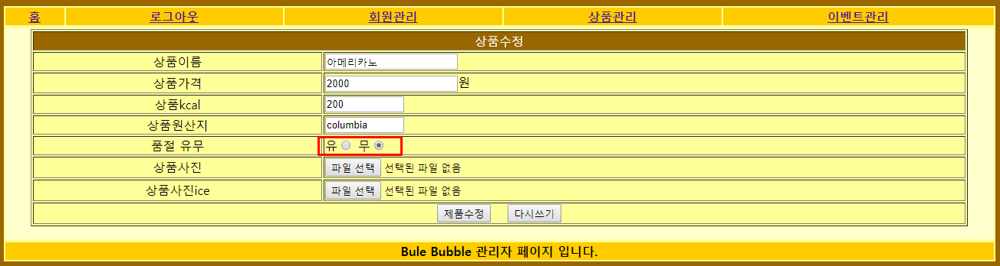 홈 로그아웃 회원관리 상품관리 이벤트관리
상품수정
상품이름 아메리카노
상품가격 2000 원
상품kcal 200
상품원산지 columbia
품절 유무 유 무
상품사진 파일 선택 선택된 파일 없음
상품사진ice 파일 선택 선택된 파일 없음
제품수정 다시쓰기
Bule Bubble 관리자 페이지 입니다.